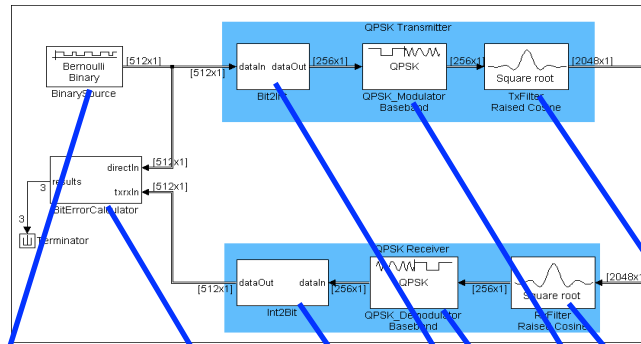 QPSK Transmitter
Bernoulli
Binary
BinarySource
[512x1]
[512x1]
dataIn
dataOut
Bit2Int
[256x1]
QPSK
QPSK_Modulator
Baseband
[256x1]
Square root
TxFilter
Raised Cosine
[2048x1]
[512x1]
directIn
results
txrxIn
[512x1]
3
BitErrorCalculator
3
Terminator
QPSK Receiver
dataOut
dataIn
Int2Bit
[512x1]
[256x1]
QPSK
QPSK_Demodulator
Baseband
[256x1]
Square root
RxFilter
Raised Cosine
[2048x1]